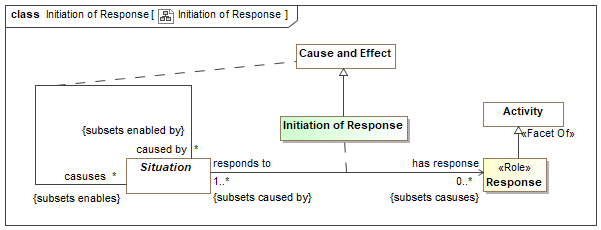 class Initiation of Response [ Initiation of Response ]
Cause and Effect
Initiation of Response
Activity
«Facet Of»
{subsets enabled by}
caused by *
Situation
casuses *
{subsets enables}
responds to
1..*
{subsets caused by}
has response
0..*
{subsets casuses}
«Role»
Response